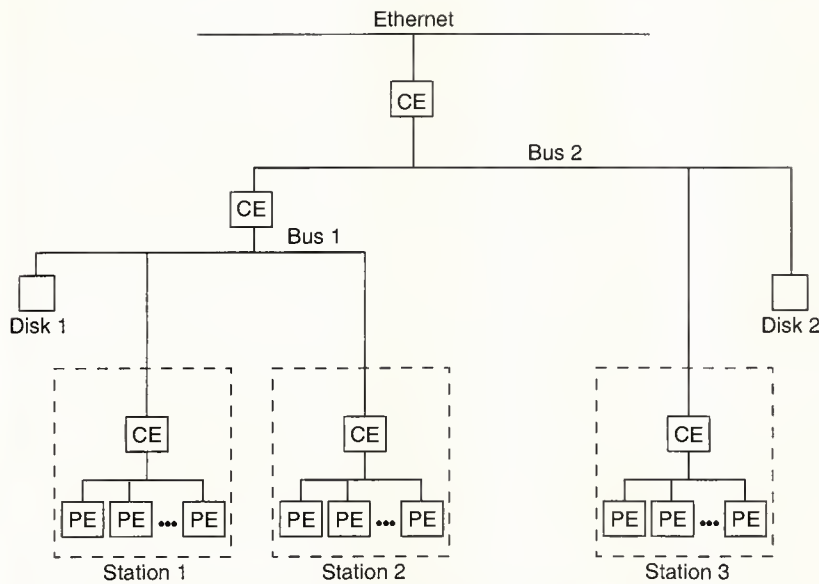 Ethernet
CE
Bus 2
CE
Bus 1
Disk 1
Disk 2
CE
CE
CE
PE PE ••• PE
PE PE ••• PE
PE PE ••• PE
Station 1
Station 2
Station 3